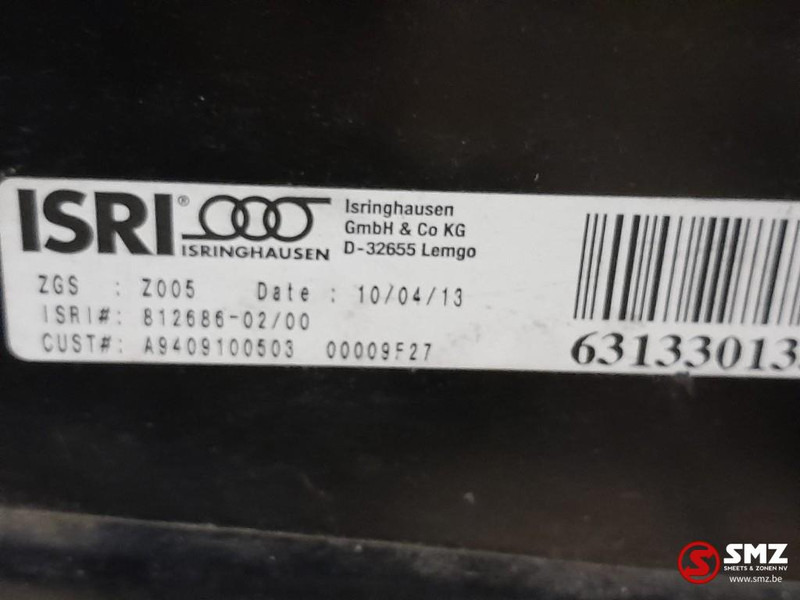 ISRI®
ISRINGHAUSEN
Isringhausen
GmbH & Co KG
D-32655 Lemgo
ZGS : Z005 Date : 10/04/13
ISRI#: 812686-02/00
CUST#: A9409100503 00009F27
63133013
SMZ
SMEETS & ZONEN NV
www.smz.be